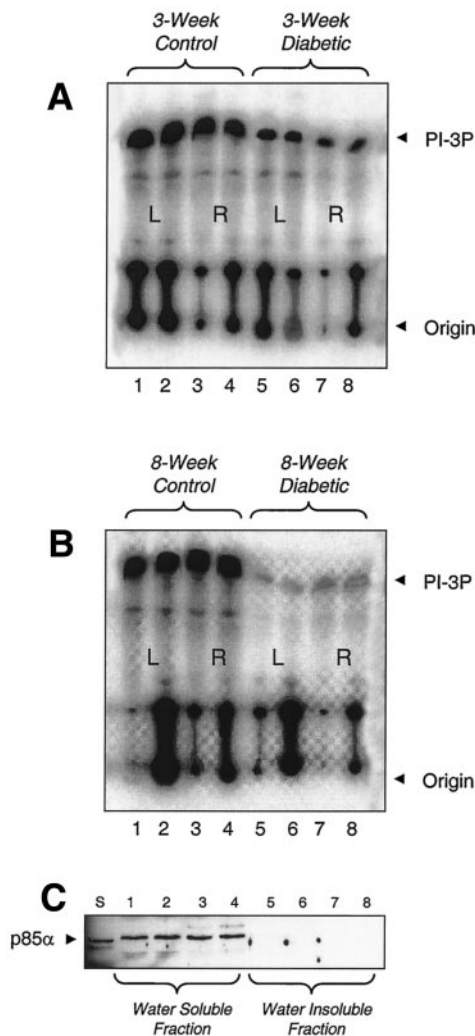 3-Week Control
3-Week Diabetic
A
PI-3P
L R L R
Origin
1 2 3 4 5 6 7 8
8-Week Control
8-Week Diabetic
B
PI-3P
L R L R
Origin
1 2 3 4 5 6 7 8
C
S 1 2 3 4 5 6 7 8
p85α
Water Soluble Fraction
Water Insoluble Fraction